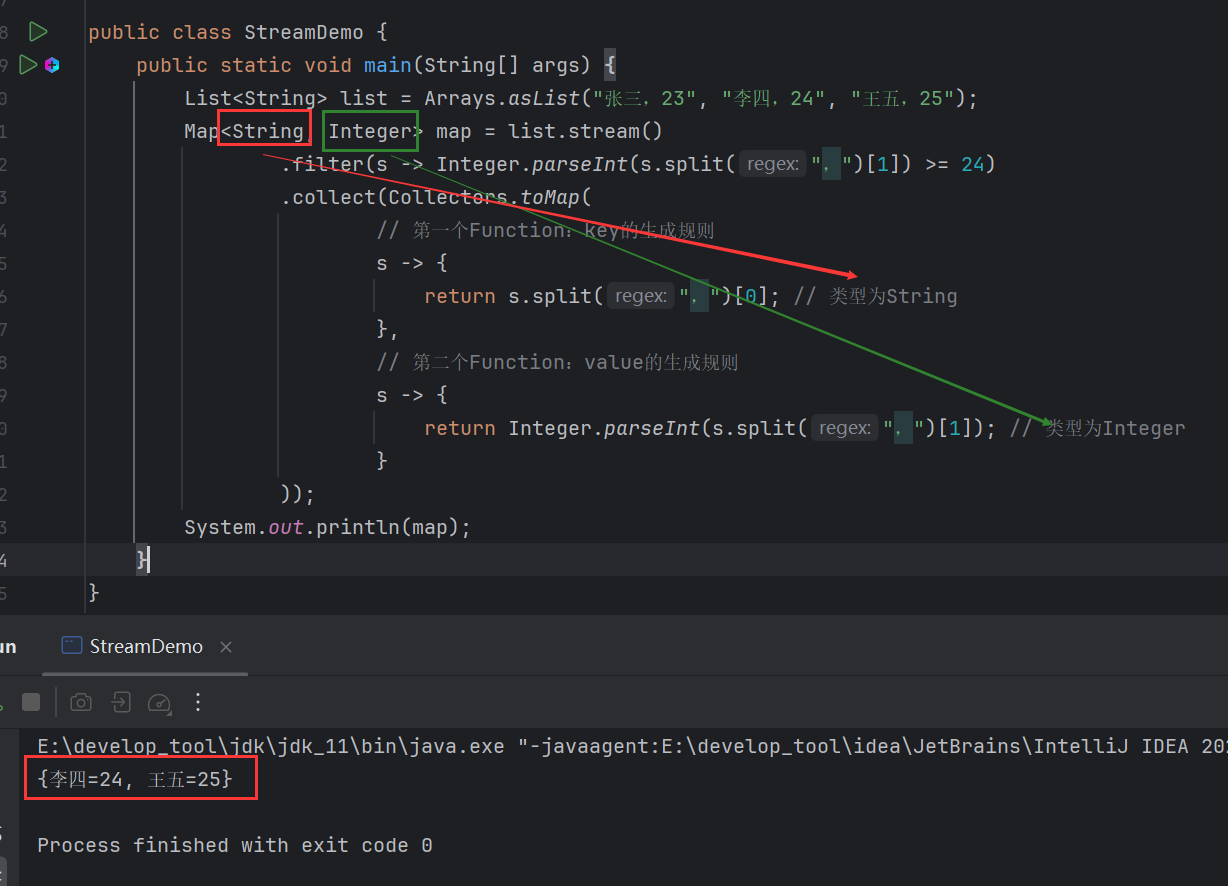 8 public class StreamDemo {
9 public static void main(String[] args) {
0 List<String> list = Arrays.asList("张三，23", "李四，24", "王五，25");
1 Map<String, Integer> map = list.stream()
2 .filter(s -> Integer.parseInt(s.split( regex: "，")[1]) >= 24)
3 .collect(Collectors.toMap(
4 // 第一个Function：key的生成规则
5 s -> {
6 return s.split( regex: "，")[0]; // 类型为String
7 },
8 // 第二个Function：value的生成规则
9 s -> {
0 return Integer.parseInt(s.split( regex: "，")[1]); // 类型为Integer
1 }
2 ));
3 System.out.println(map);
4 }
5 }
un StreamDemo ×
E:\develop_tool\jdk\jdk_11\bin\java.exe "-javaagent:E:\develop_tool\idea\JetBrains\IntelliJ IDEA 202
{李四=24, 王五=25}
Process finished with exit code 0